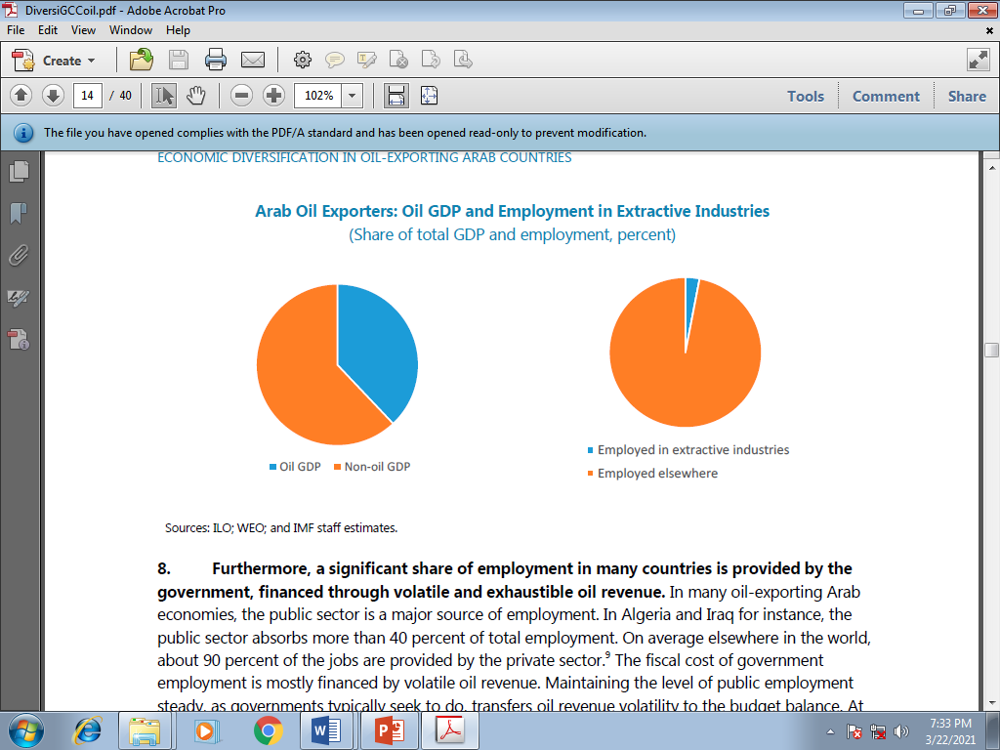 DiversiGCCoil.pdf - Adobe Acrobat Pro
File Edit View Window Help
Create
14 / 40 102% Tools Comment Share
The file you have opened complies with the PDF/A standard and has been opened read-only to prevent modification.
ECONOMIC DIVERSIFICATION IN OIL-EXPORTING ARAB COUNTRIES
Arab Oil Exporters: Oil GDP and Employment in Extractive Industries
(Share of total GDP and employment, percent)
Oil GDP Non-oil GDP
Employed in extractive industries
Employed elsewhere
Sources: ILO; WEO; and IMF staff estimates.
8. Furthermore, a significant share of employment in many countries is provided by the
government, financed through volatile and exhaustible oil revenue. In many oil-exporting Arab
economies, the public sector is a major source of employment. In Algeria and Iraq for instance, the
public sector absorbs more than 40 percent of total employment. On average elsewhere in the world,
about 90 percent of the jobs are provided by the private sector.⁹ The fiscal cost of government
employment is mostly financed by volatile oil revenue. Maintaining the level of public employment
steady, as governments typically seek to do, transfers oil revenue volatility to the budget balance. At
7:33 PM
3/22/2021